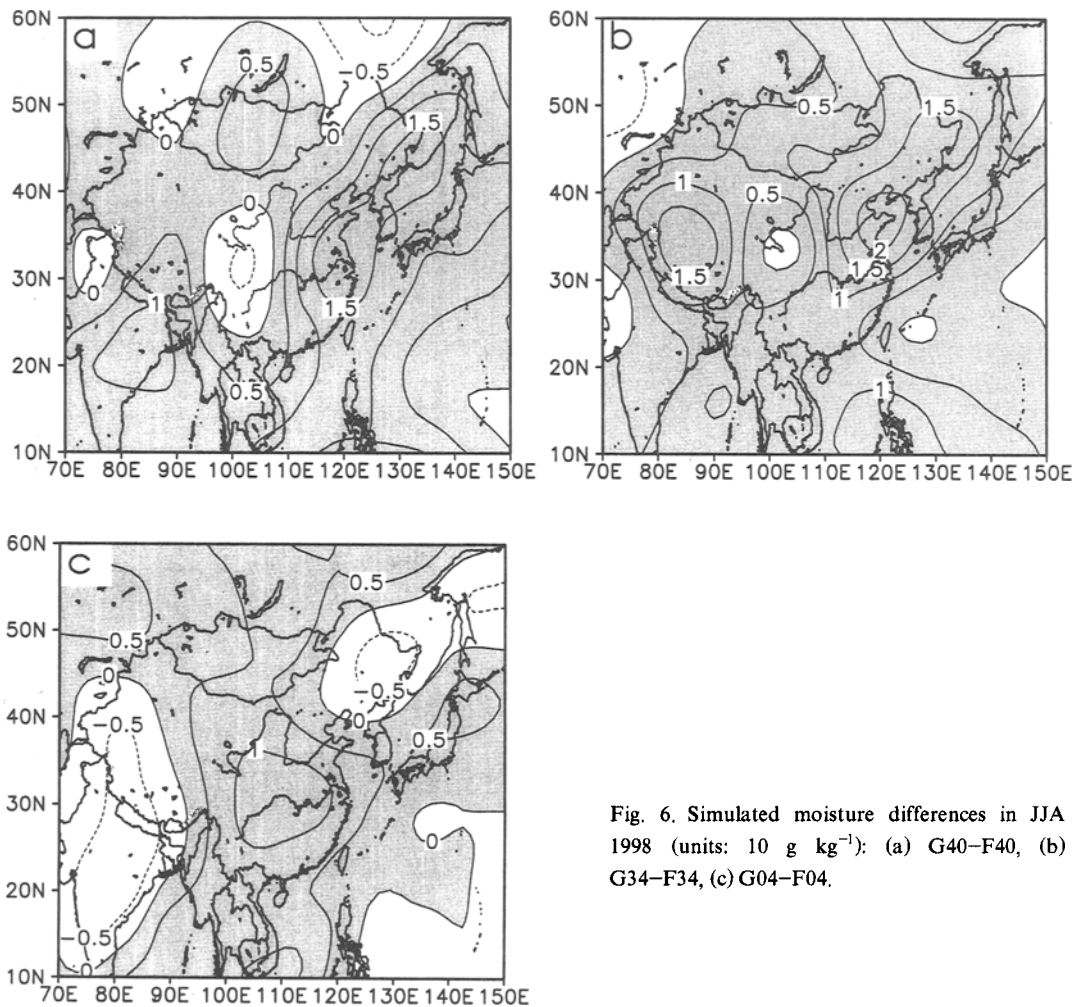 a
60N
50N
40N
30N
20N
10N
70E 80E 90E 100E 110E 120E 130E 140E 150E
0.5
-0.5
0
0
1.5
0
0
1
1.5
0.5
b
60N
50N
40N
30N
20N
10N
70E 80E 90E 100E 110E 120E 130E 140E 150E
0.5
1.5
1
0.5
2
1.5
1.5
1
1
c
60N
50N
40N
30N
20N
10N
70E 80E 90E 100E 110E 120E 130E 140E 150E
0.5
0.5
0
-0.5
-0.5
0
1
0.5
0
-0.5
0
Fig. 6. Simulated moisture differences in JJA
1998 (units: 10 g kg⁻¹): (a) G40–F40, (b)
G34–F34, (c) G04–F04.